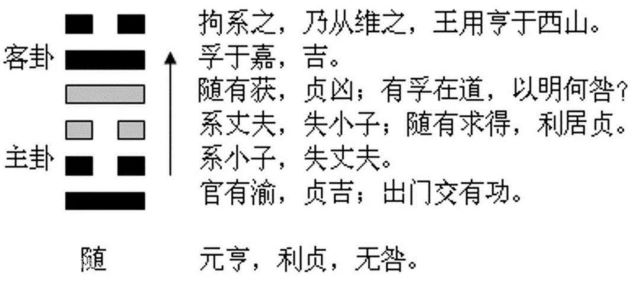 拘系之，乃从维之，王用亨于西山。
客卦 孚于嘉，吉。
随有获，贞凶；有孚在道，以明何咎？
系丈夫，失小子；随有求得，利居贞。
主卦 系小子，失丈夫。
官有渝，贞吉；出门交有功。
随 元亨，利贞，无咎。